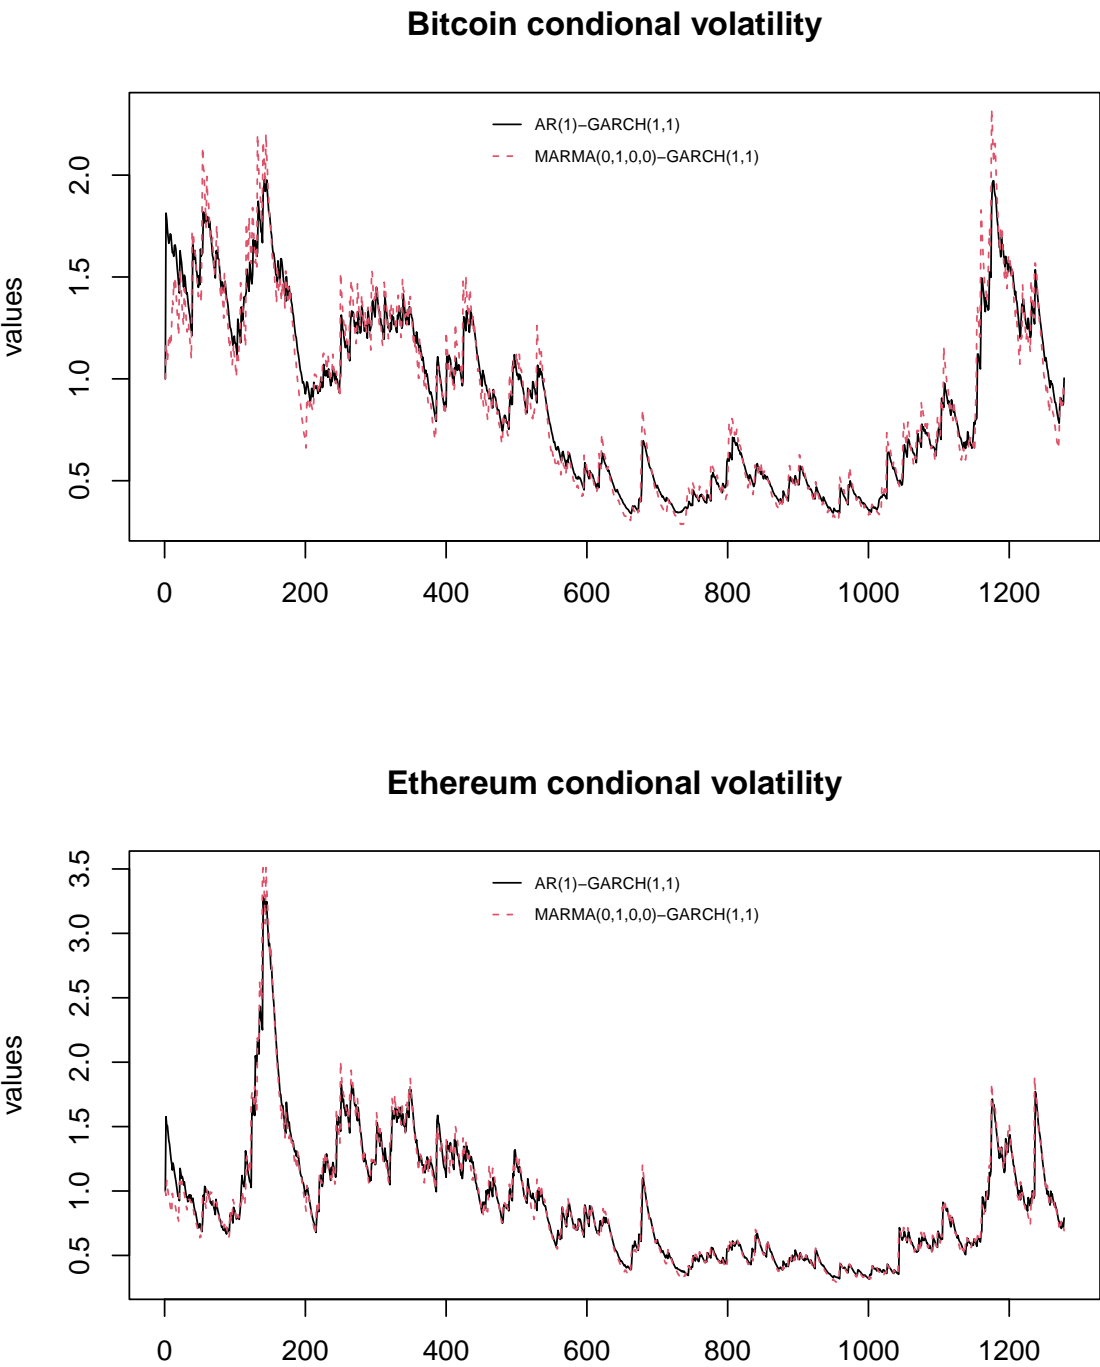 Bitcoin condional volatility
AR(1)−GARCH(1,1)
MARMA(0,1,0,0)−GARCH(1,1)
values
2.0
1.5
1.0
0.5
0 200 400 600 800 1000 1200
Ethereum condional volatility
AR(1)−GARCH(1,1)
MARMA(0,1,0,0)−GARCH(1,1)
values
3.5
3.0
2.5
2.0
1.5
1.0
0.5
0 200 400 600 800 1000 1200